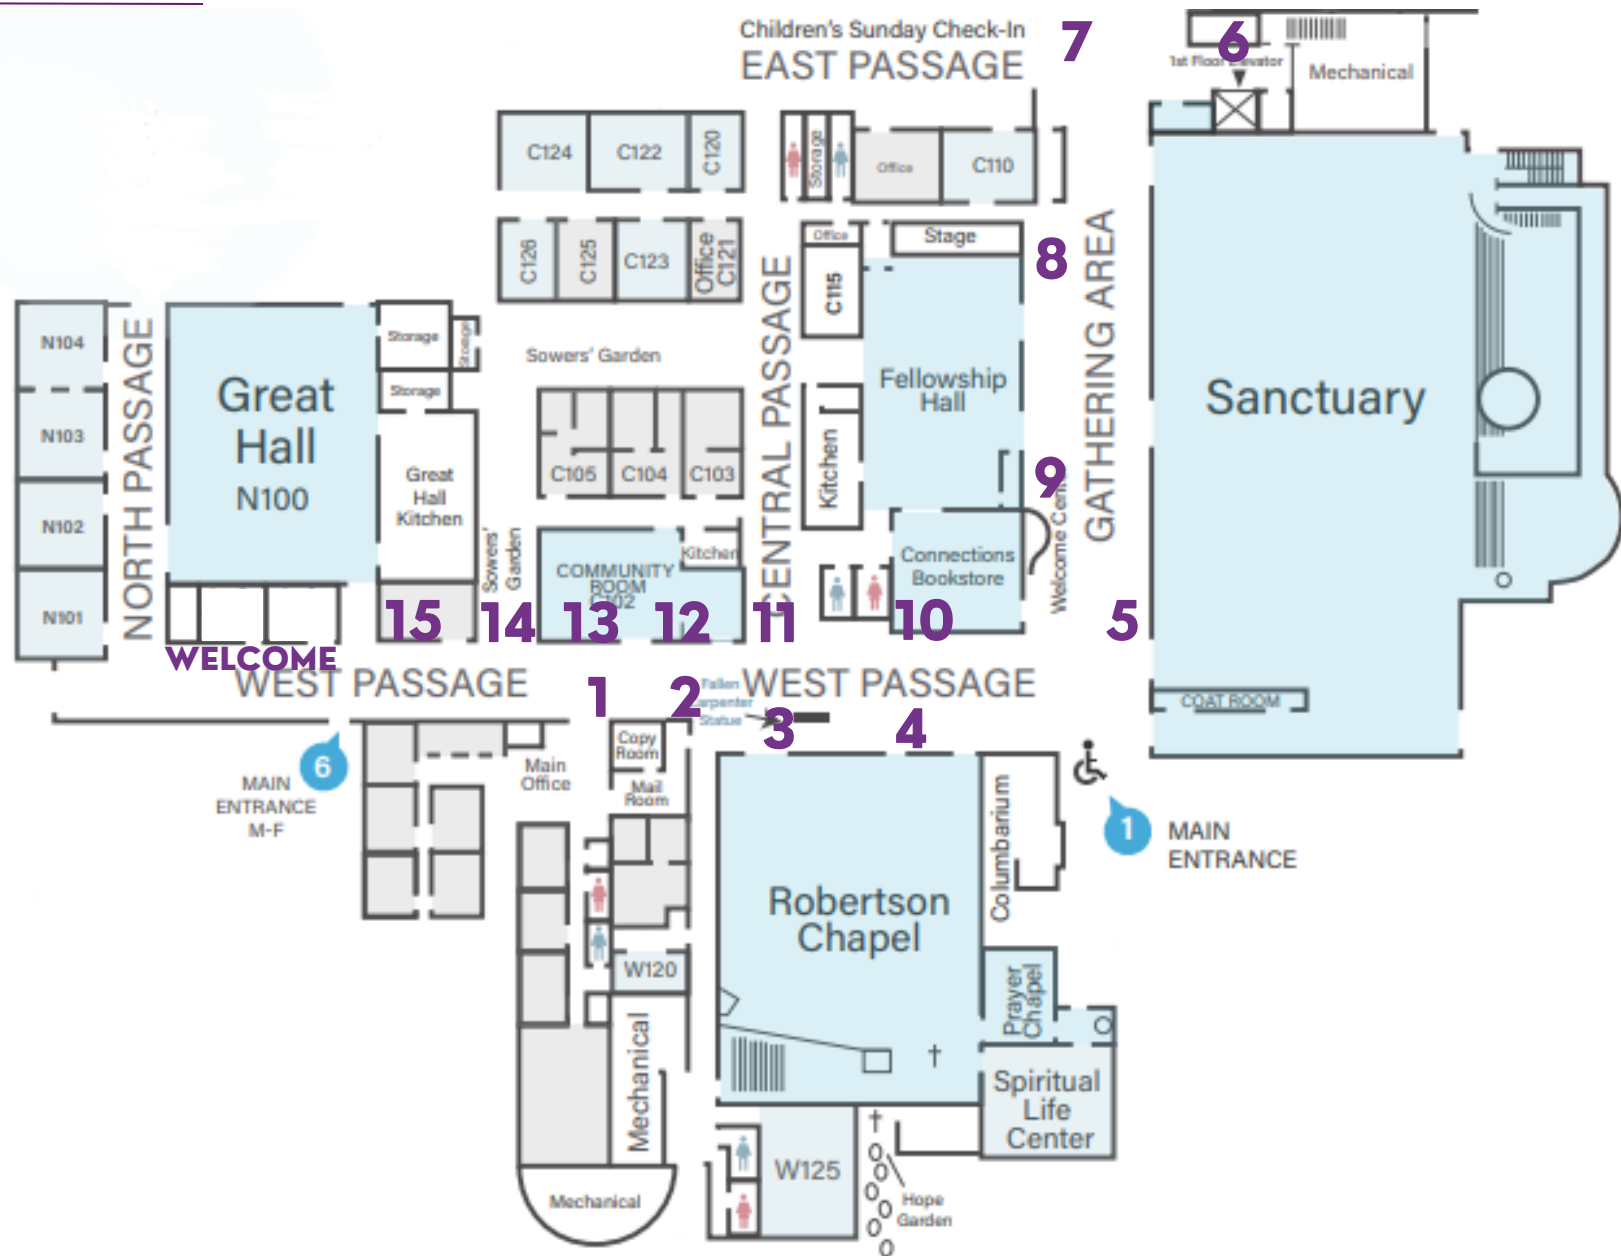 Children's Sunday Check-In
EAST PASSAGE
7
6
1st Floor Elevator
Mechanical
C124
C122
C120
Storage
Office
C110
C126
C125
C123
Office
C121
Office
Stage
C115
8
GATHERING AREA
Sanctuary
N104
N103
N102
N101
NORTH PASSAGE
Great
Hall
N100
Storage
Storage
Storage
Great
Hall
Kitchen
Sowers' Garden
C105
C104
C103
CENTRAL PASSAGE
Fellowship
Hall
Kitchen
9
Welcome
Sowers'
Garden
Kitchen
COMMUNITY
ROOM
C102
Connections
Bookstore
15
14
13
12
11
10
5
WELCOME
WEST PASSAGE
WEST PASSAGE
1
2
Fallen
Carpenter
Statue
3
4
COAT ROOM
6
MAIN
ENTRANCE
M-F
Main
Office
Copy
Room
Mail
Room
Columbarium
1
MAIN
ENTRANCE
Robertson
Chapel
W120
Mechanical
Prayer
Chapel
Spiritual
Life
Center
W125
Mechanical
Hope
Garden